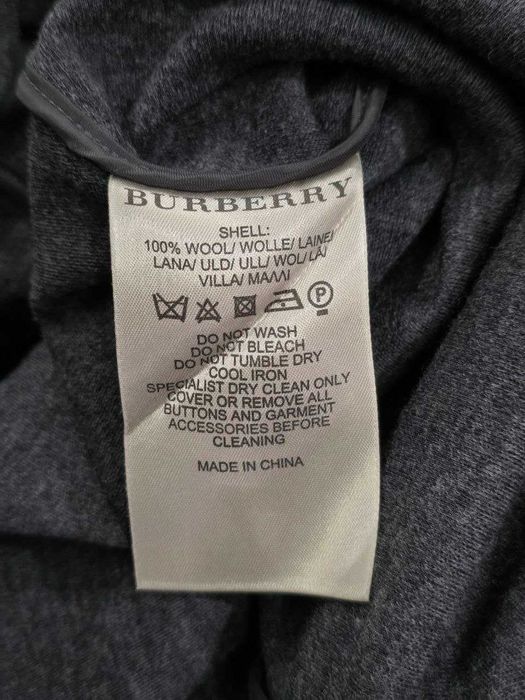 BURBERRY
SHELL:
100% WOOL/ WOLLE/ LAINE/
LANA/ ULD/ ULL/ WOL/ LÃ/
VILLA/ ΜΑΛΛΙ
P
DO NOT WASH
DO NOT BLEACH
DO NOT TUMBLE DRY
COOL IRON
SPECIALIST DRY CLEAN ONLY
COVER OR REMOVE ALL
BUTTONS AND GARMENT
ACCESSORIES BEFORE
CLEANING
MADE IN CHINA